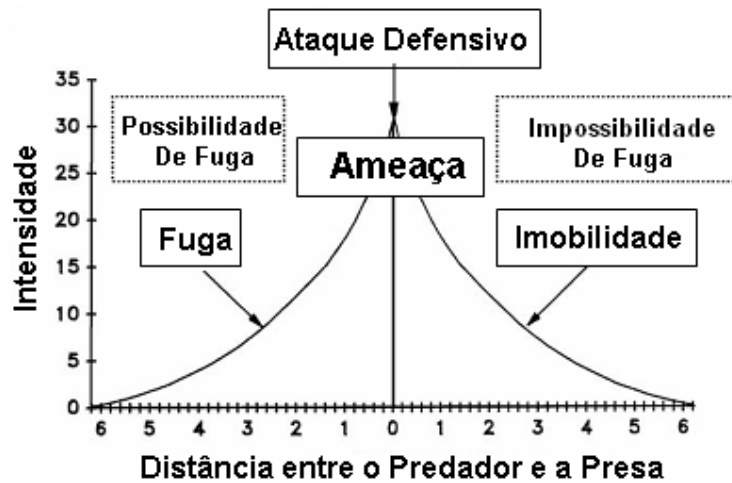 Ataque Defensivo
35
30
25
20
15
10
5
0
Intensidade
Possibilidade
De Fuga
Impossibilidade
De Fuga
Ameaça
Fuga
Imobilidade
6 5 4 3 2 1 0 1 2 3 4 5 6
Distância entre o Predador e a Presa